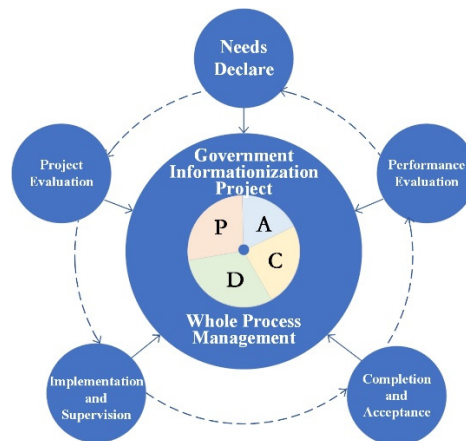 Needs
Declare
Project
Evaluation
Performance
Evaluation
Government
Informationization
Project
P
A
D
C
Whole Process
Management
Implementation
and
Supervision
Completion
and
Acceptance